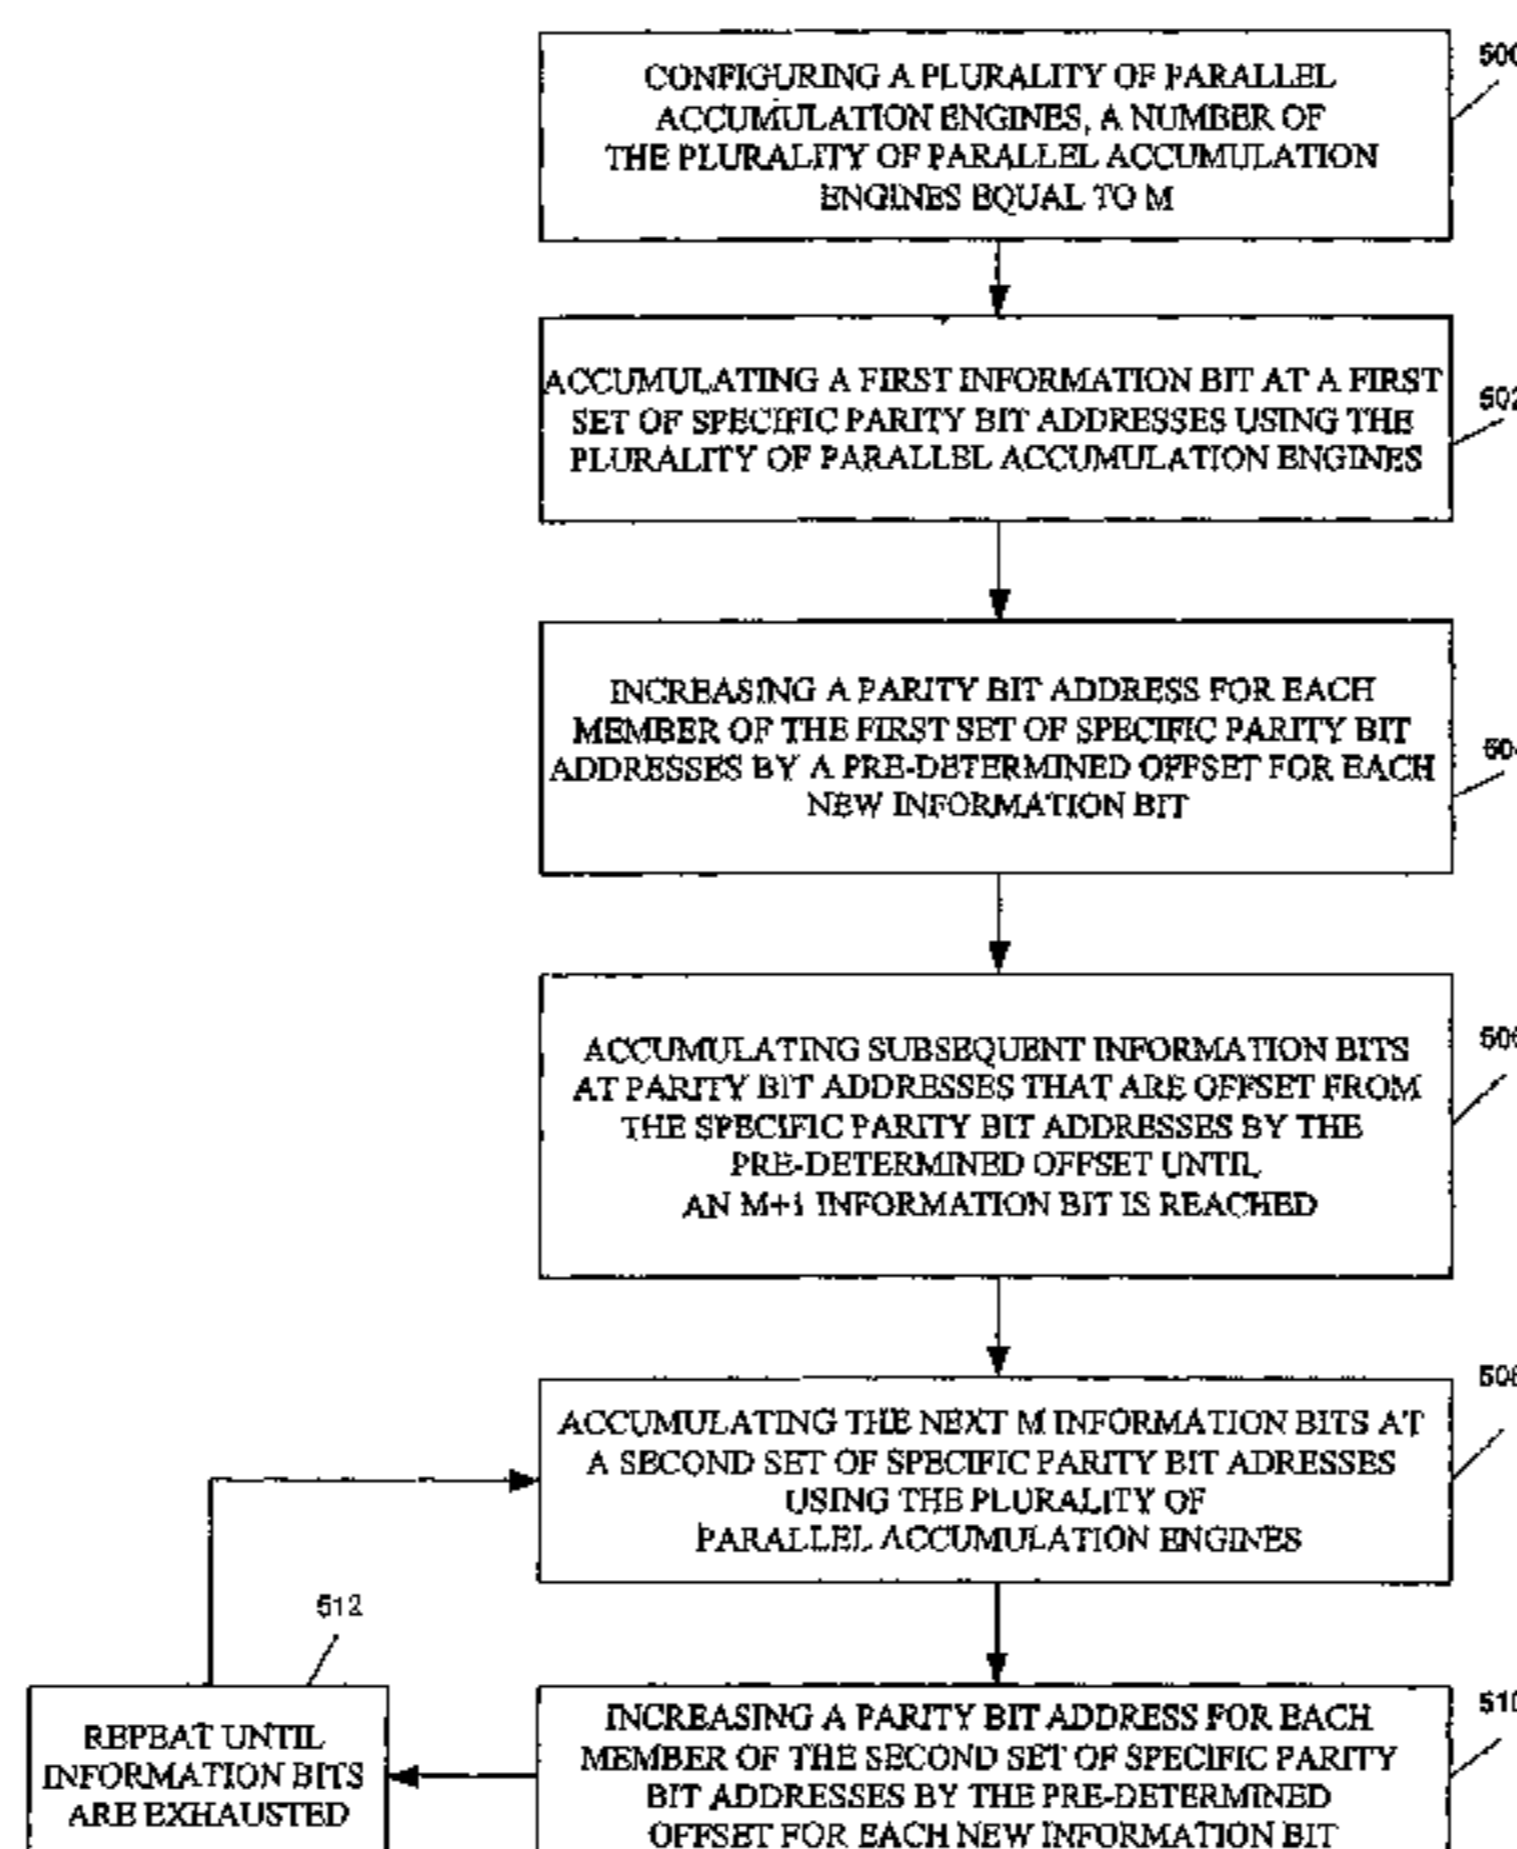 CONFIGURING A PLURALITY OF PARALLEL
ACCUMULATION ENGINES, A NUMBER OF
THE PLURALITY OF PARALLEL ACCUMULATION
ENGINES EQUAL TO M
ACCUMULATING A FIRST INFORMATION BIT AT A FIRST
SET OF SPECIFIC PARITY BIT ADDRESSES USING THE
PLURALITY OF PARALLEL ACCUMULATION ENGINES
502
INCREASING A PARITY BIT ADDRESS FOR EACH
MEMBER OF THE FIRST SET OF SPECIFIC PARITY BIT
ADDRESSES BY A PRE-DETERMINED OFFSET FOR EACH
NEW INFORMATION BIT
ACCUMULATING SUBSEQUENT INFORMATION BITS
AT PARITY BIT ADDRESSES THAT ARE OFFSET FROM
THE SPECIFIC PARITY BIT ADDRESSES BY THE
PRE-DETERMINED OFFSET UNTIL
AN M+1 INFORMATION BIT IS REACHED
ACCUMULATING THE NEXT M INFORMATION BITS AT
A SECOND SET OF SPECIFIC PARITY BIT ADRESSES
USING THE PLURALITY OF
PARALLEL ACCUMULATION ENGINES
512
REPEAT UNTIL
INFORMATION BITS
ARE EXHAUSTED
INCREASING A PARITY BIT ADDRESS FOR EACH
MEMBER OF THE SECOND SET OF SPECIFIC PARITY
BIT ADDRESSES BY THE PRE-DETERMINED
OFFSET FOR EACH NEW INFORMATION BIT